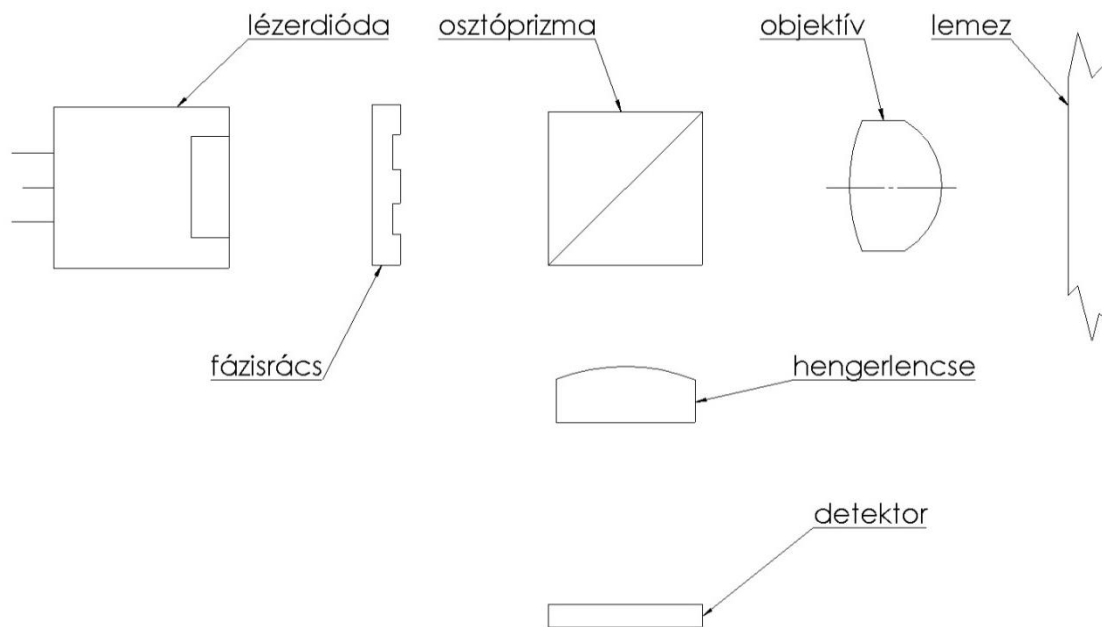 lézerdióda
osztóprizma
objektív
lemez
fázisrács
hengerlencse
detektor